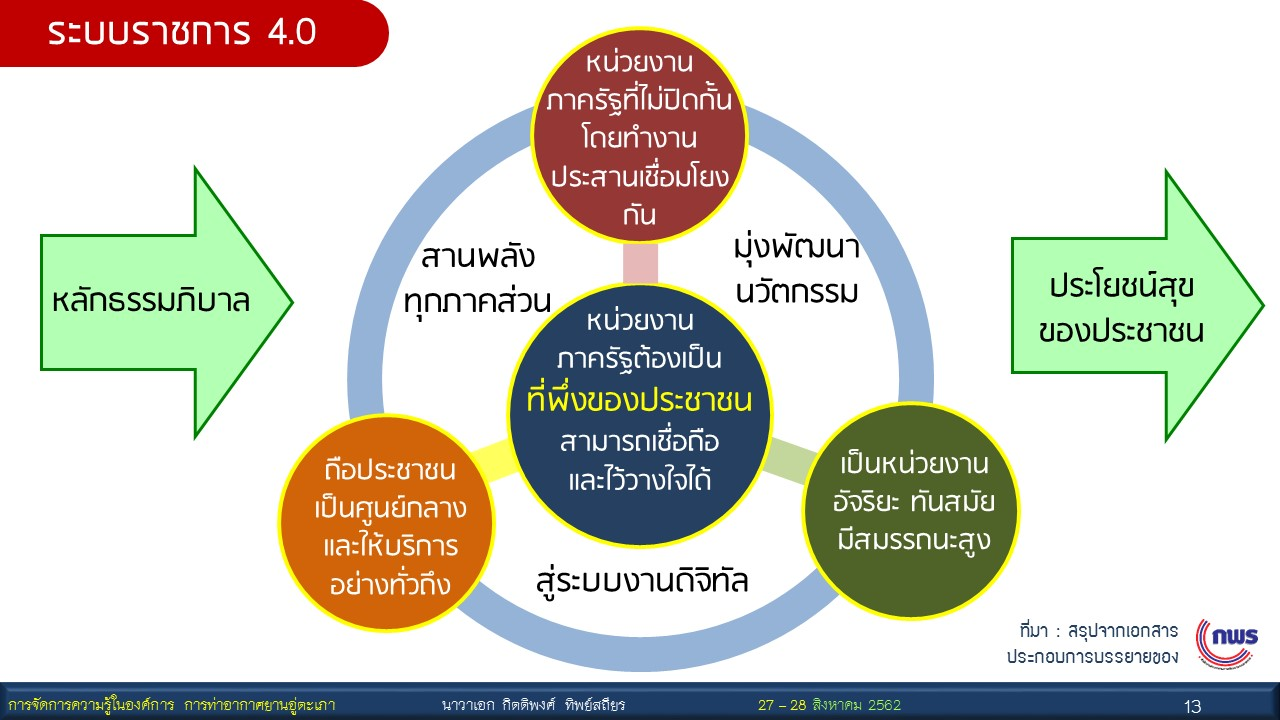 ระบบราชการ 4.0
หน่วยงาน
ภาครัฐที่ไม่ปิดกั้น
โดยทำงาน
ประสานเชื่อมโยง
กัน
สานพลัง
ทุกภาคส่วน
มุ่งพัฒนา
นวัตกรรม
หลักธรรมภิบาล
หน่วยงาน
ภาครัฐต้องเป็น
ที่พึ่งของประชาชน
สามารถเชื่อถือ
และไว้วางใจได้
ประโยชน์สุข
ของประชาชน
ถือประชาชน
เป็นศูนย์กลาง
และให้บริการ
อย่างทั่วถึง
เป็นหน่วยงาน
อัจริยะ ทันสมัย
มีสมรรถนะสูง
สู่ระบบงานดิจิทัล
ที่มา : สรุปจากเอกสาร
ประกอบการบรรยายของ
กพร
การจัดการความรู้ในองค์การ การท่าอากาศยานอู่ตะเภา
นาวาเอก กิตติพงศ์ ทิพย์สถียร
27 – 28 สิงหาคม 2562
13